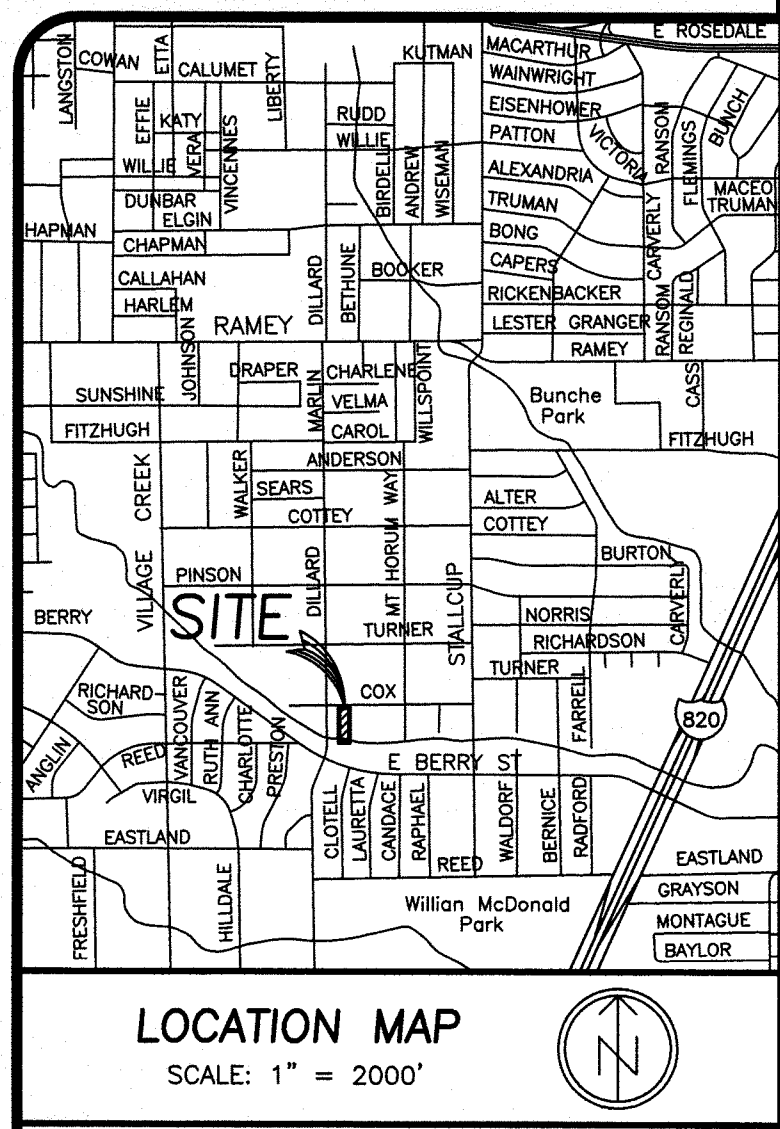 E ROSEDALE
LANGSTON
COWAN
ETTA
CALUMET
LIBERTY
KUTMAN
MACARTHUR
WAINWRIGHT
EISENHOWER
PATTON
VICTORIA
RANSOM
FLEMINGS
BUNCH
EFFIE
KATY
VERA
VINCENNES
RUDD
WILLIE
WILLIE
BIRDELL
ANDREW
WISEMAN
ALEXANDRIA
TRUMAN
MACEO
TRUMAN
DUNBAR
ELGIN
HAPMAN
CHAPMAN
BONG
CAPERS
CARVERLY
CALLAHAN
HARLEM
DILLARD
BETHUNE
BOOKER
RICKENBACKER
RAMEY
LESTER GRANGER
RAMEY
RANSOM
REGINALD
JOHNSON
DRAPER
CHARLENE
WILLSPOINT
SUNSHINE
MARLIN
VELMA
Bunche
Park
CASS
FITZHUGH
CAROL
FITZHUGH
ANDERSON
VILLAGE CREEK
WALKER
SEARS
COTTEY
MT HORUM WAY
ALTER
COTTEY
BURTON
PINSON
DILLARD
STALLCUP
CARVERLY
BERRY
SITE
TURNER
NORRIS
RICHARDSON
TURNER
RICHARD-
SON
VANCOUVER
RUTH ANN
CHARLOTTE
PRESTON
COX
FARRELL
820
ANGLIN
REED
VIRGIL
E BERRY ST
EASTLAND
CLOTELL
LAURETTA
CANDACE
RAPHAEL
WALDORF
BERNICE
RADFORD
REED
EASTLAND
FRESHFIELD
HILLDALE
Willian McDonald
Park
GRAYSON
MONTAGUE
BAYLOR
LOCATION MAP
SCALE: 1" = 2000'
N